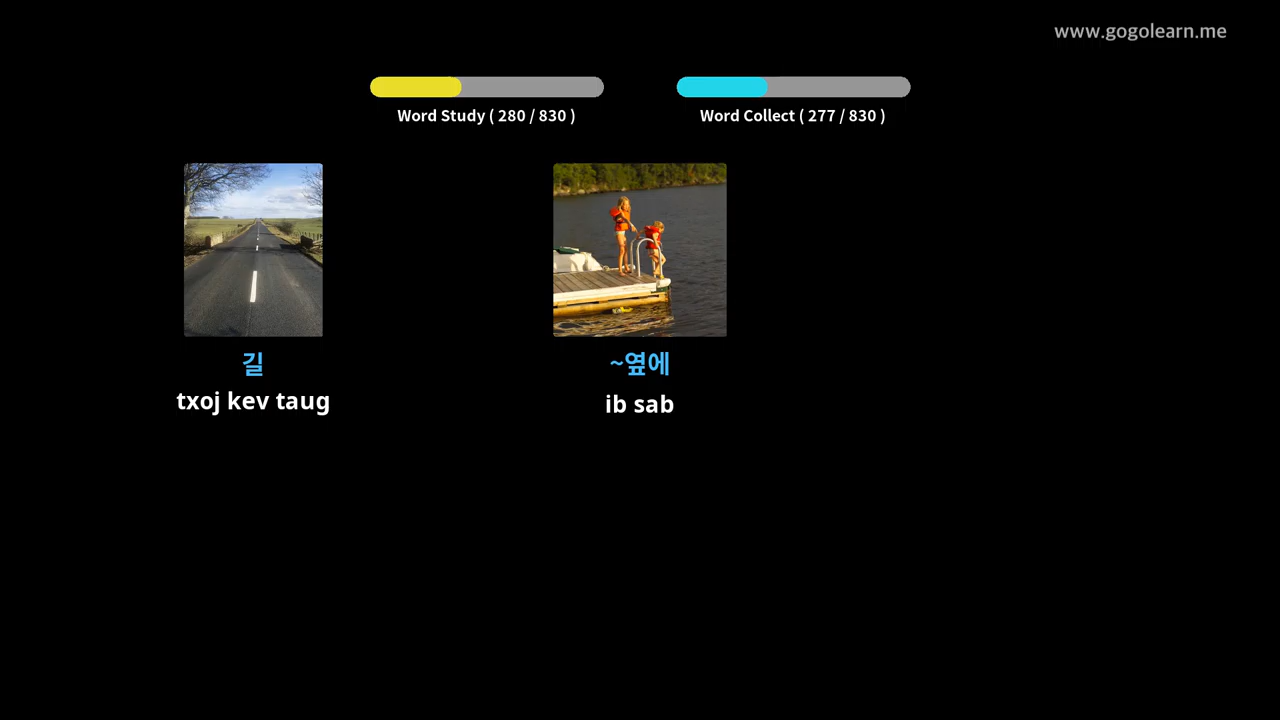 www.gogolearn.me
Word Study ( 280 / 830 )
Word Collect ( 277 / 830 )
길
txoj kev taug
~옆에
ib sab